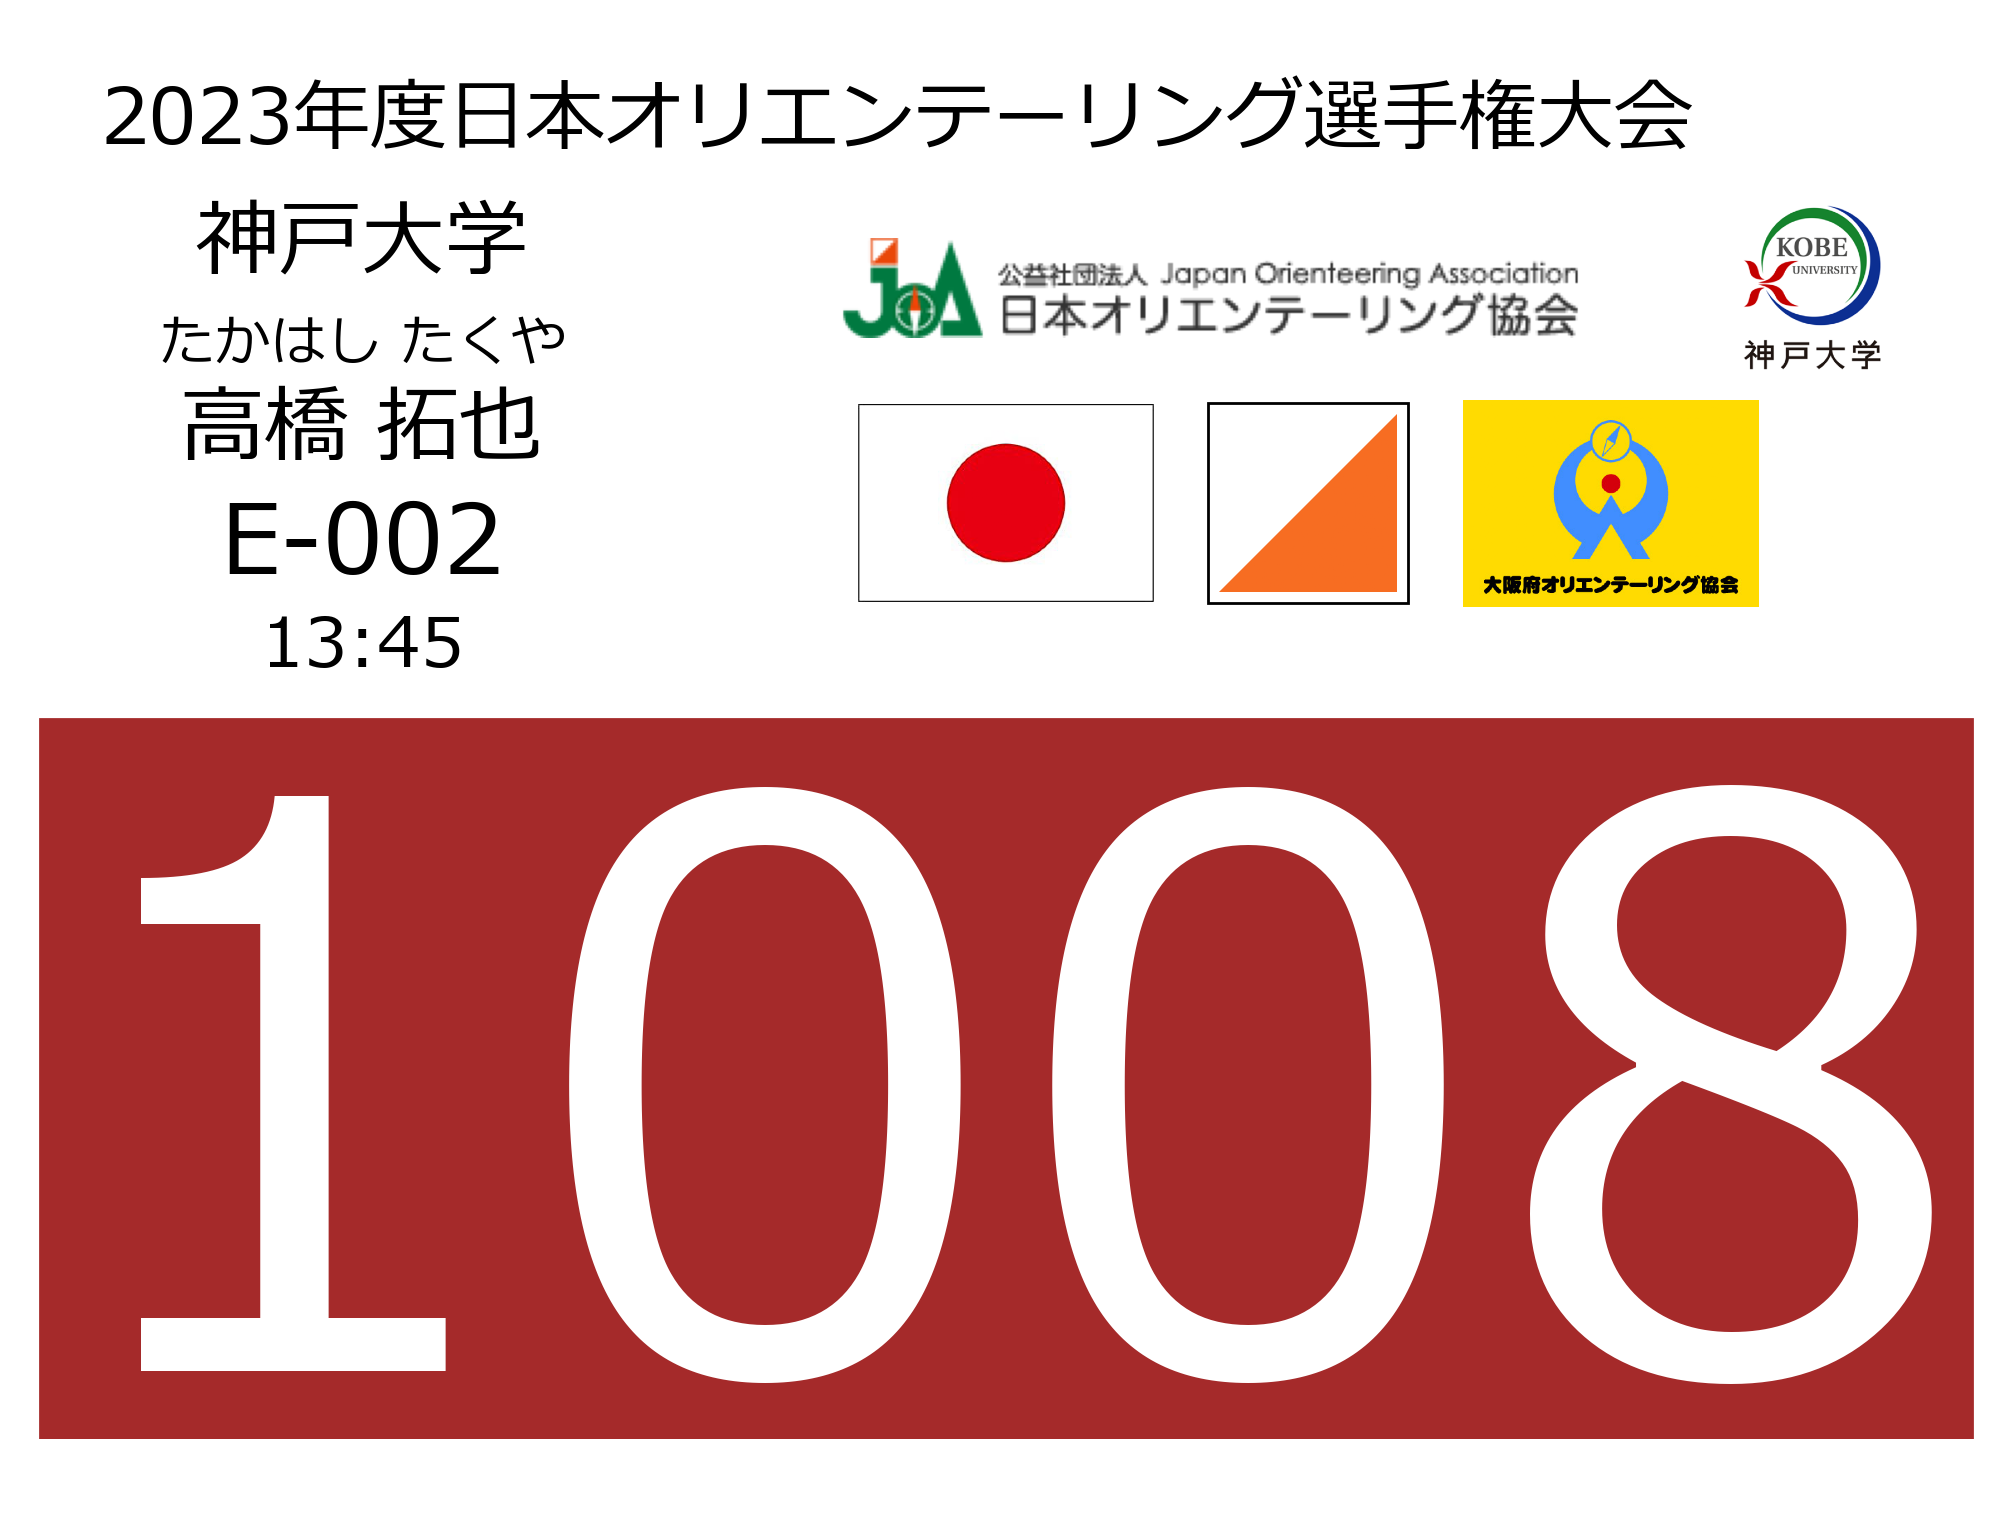 2023年度日本オリエンテーリング選手権大会
神戸大学
たかはし たくや
高橋 拓也
E-002
13:45
公益社団法人 Japan Orienteering Association
日本オリエンテーリング協会
JOA
KOBE
UNIVERSITY
神戸大学
大阪府オリエンテーリング協会
1008